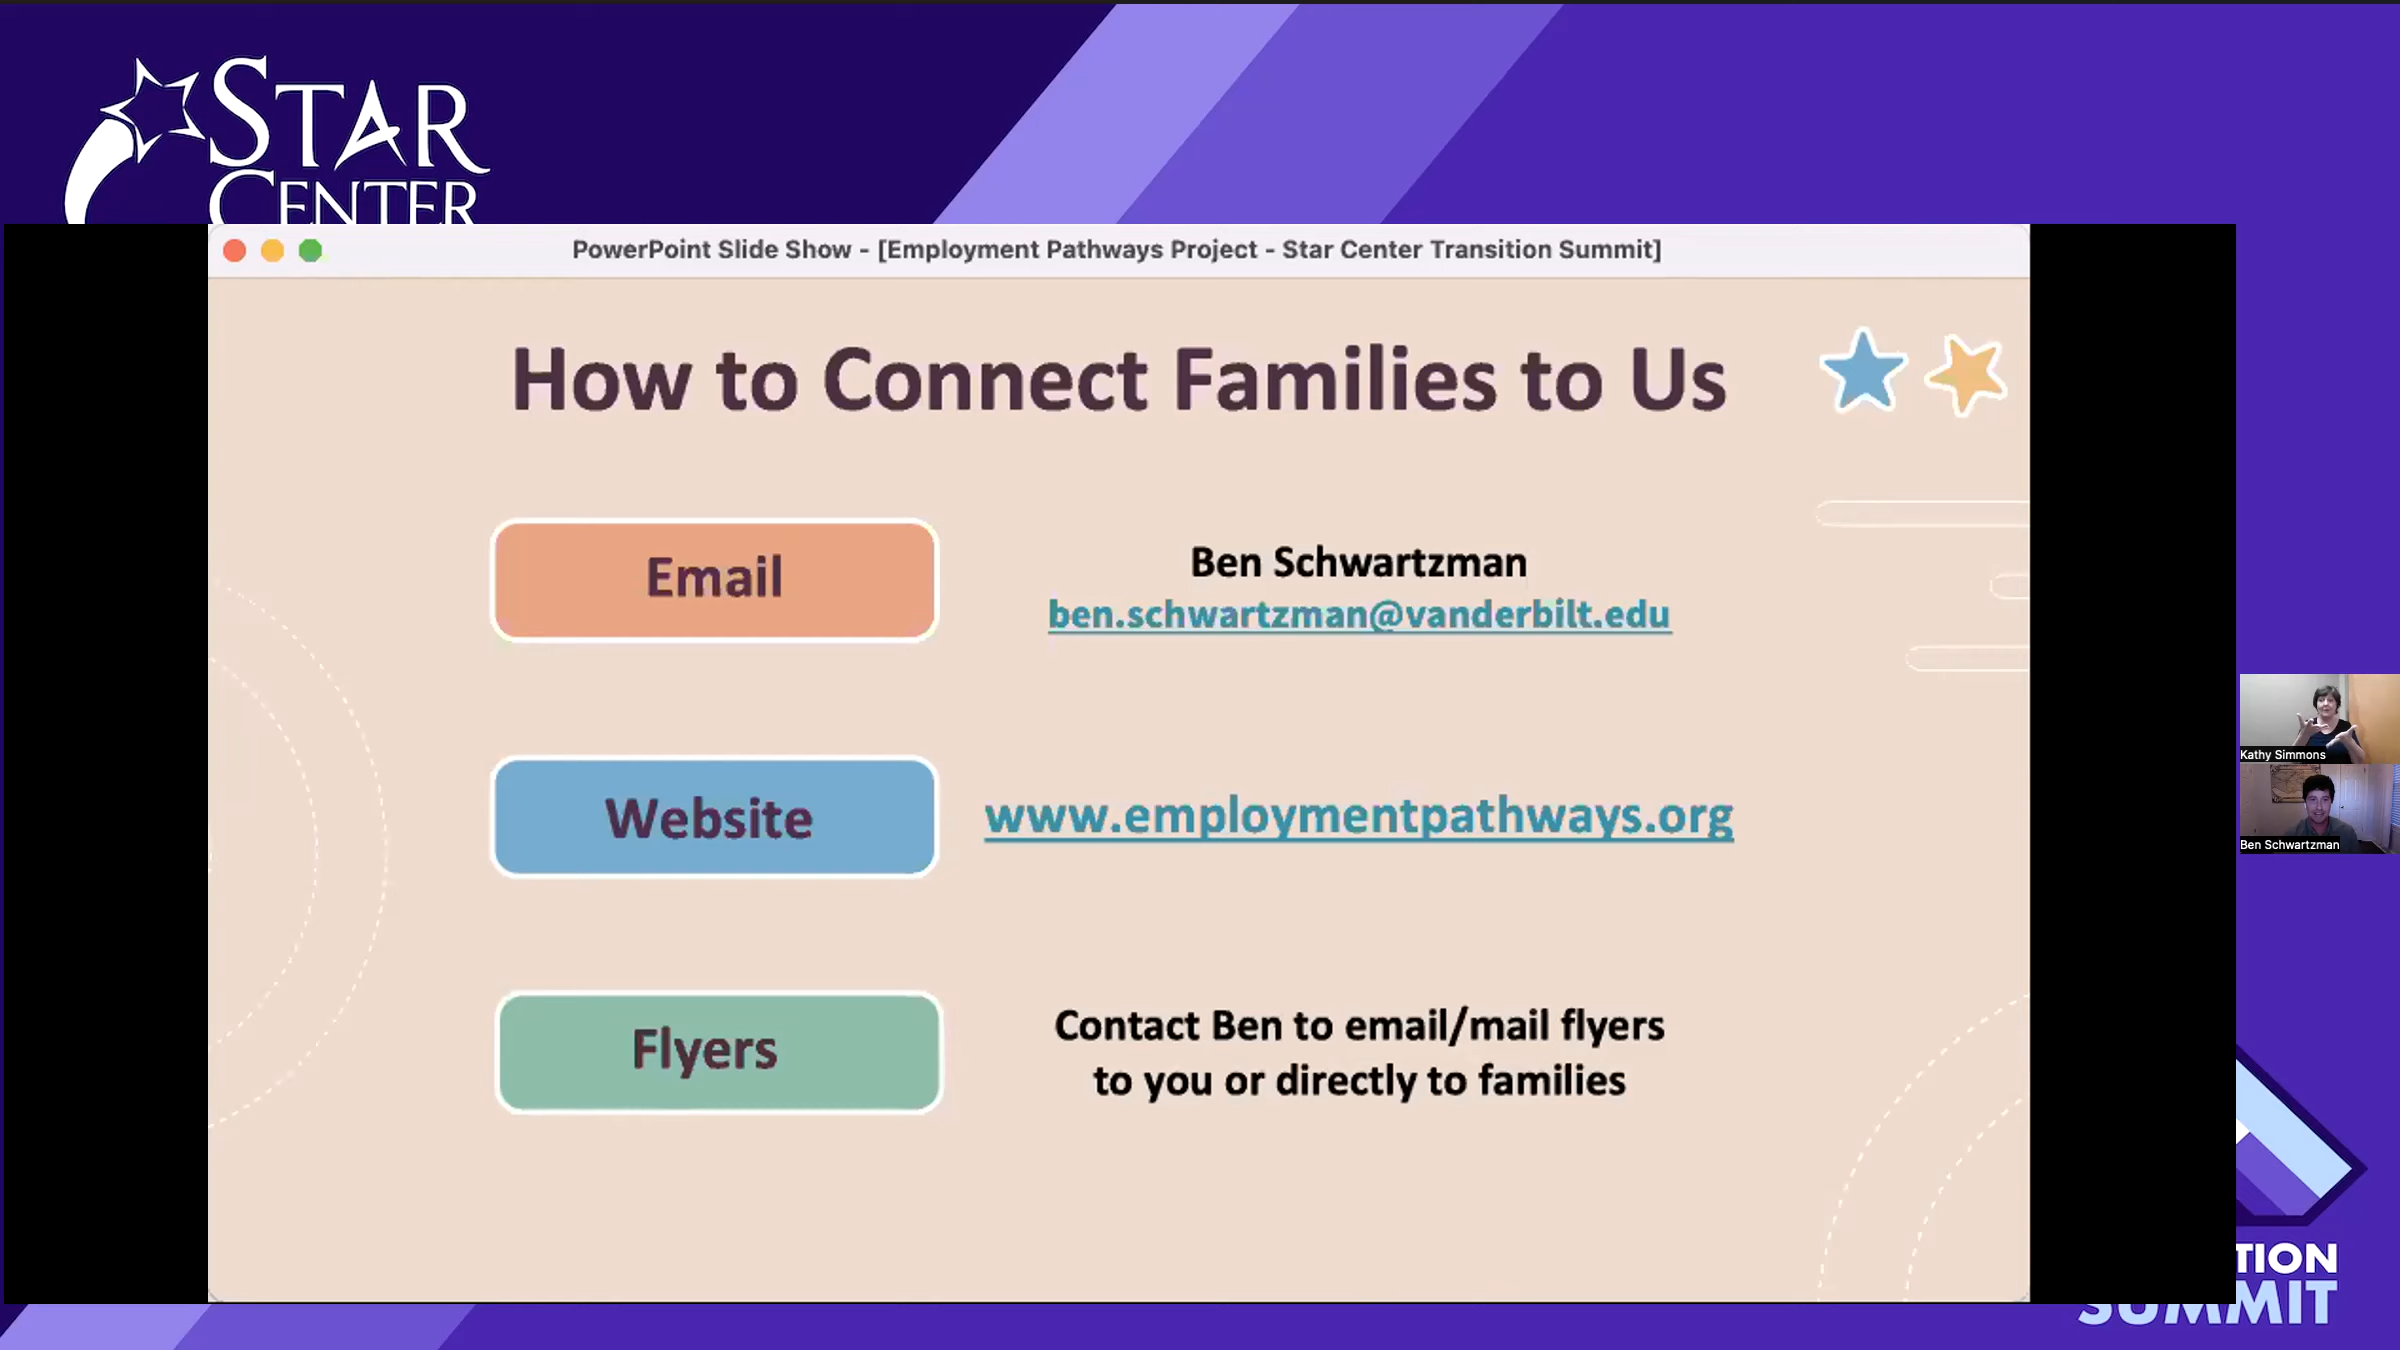 STAR
CENTER
PowerPoint Slide Show - [Employment Pathways Project - Star Center Transition Summit]
How to Connect Families to Us
Email
Ben Schwartzman
ben.schwartzman@vanderbilt.edu
Website
www.employmentpathways.org
Flyers
Contact Ben to email/mail flyers
to you or directly to families
Kathy Simmons
Ben Schwartzman
TION
SUMMIT